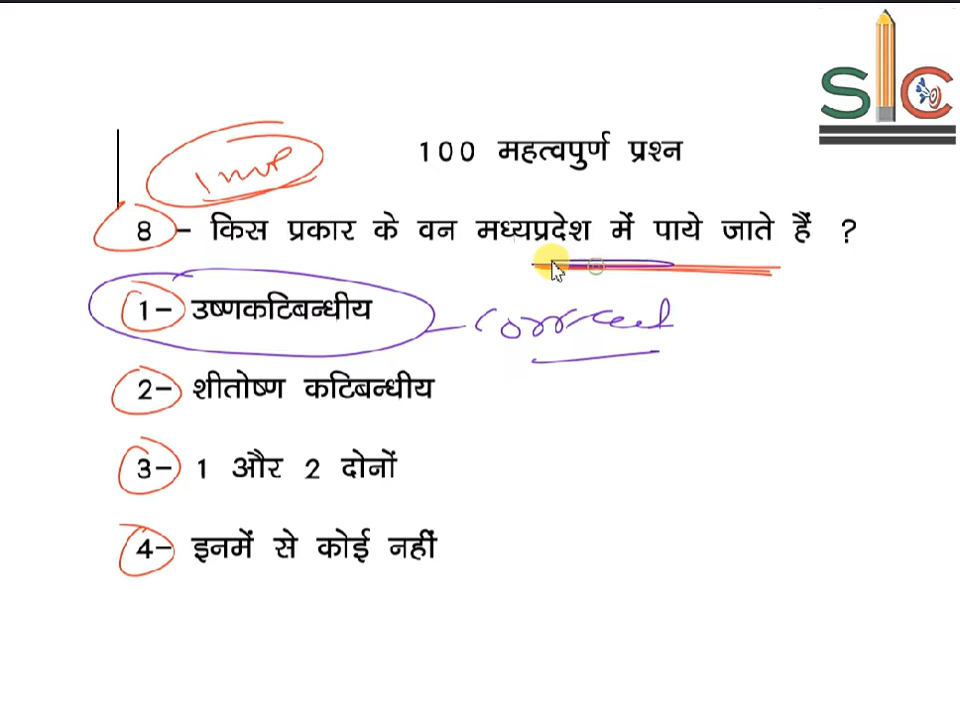 SIC
100 महत्वपुर्ण प्रश्न
Imp
8 - किस प्रकार के वन मध्यप्रदेश में पाये जाते हैं ?
1- उष्णकटिबन्धीय
correct
2- शीतोष्ण कटिबन्धीय
3- 1 और 2 दोनों
4- इनमें से कोई नहीं